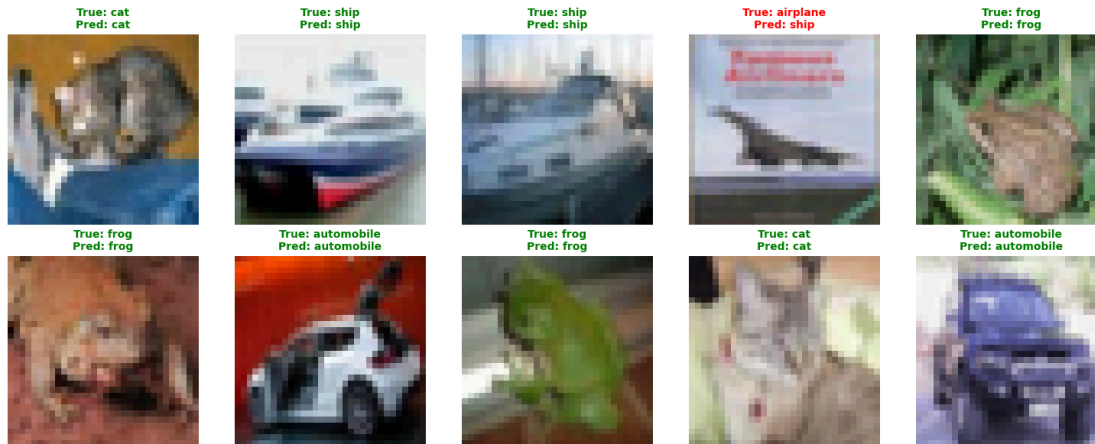 True: cat
Pred: cat
True: ship
Pred: ship
True: ship
Pred: ship
True: airplane
Pred: ship
True: frog
Pred: frog
True: frog
Pred: frog
True: automobile
Pred: automobile
True: frog
Pred: frog
True: cat
Pred: cat
True: automobile
Pred: automobile